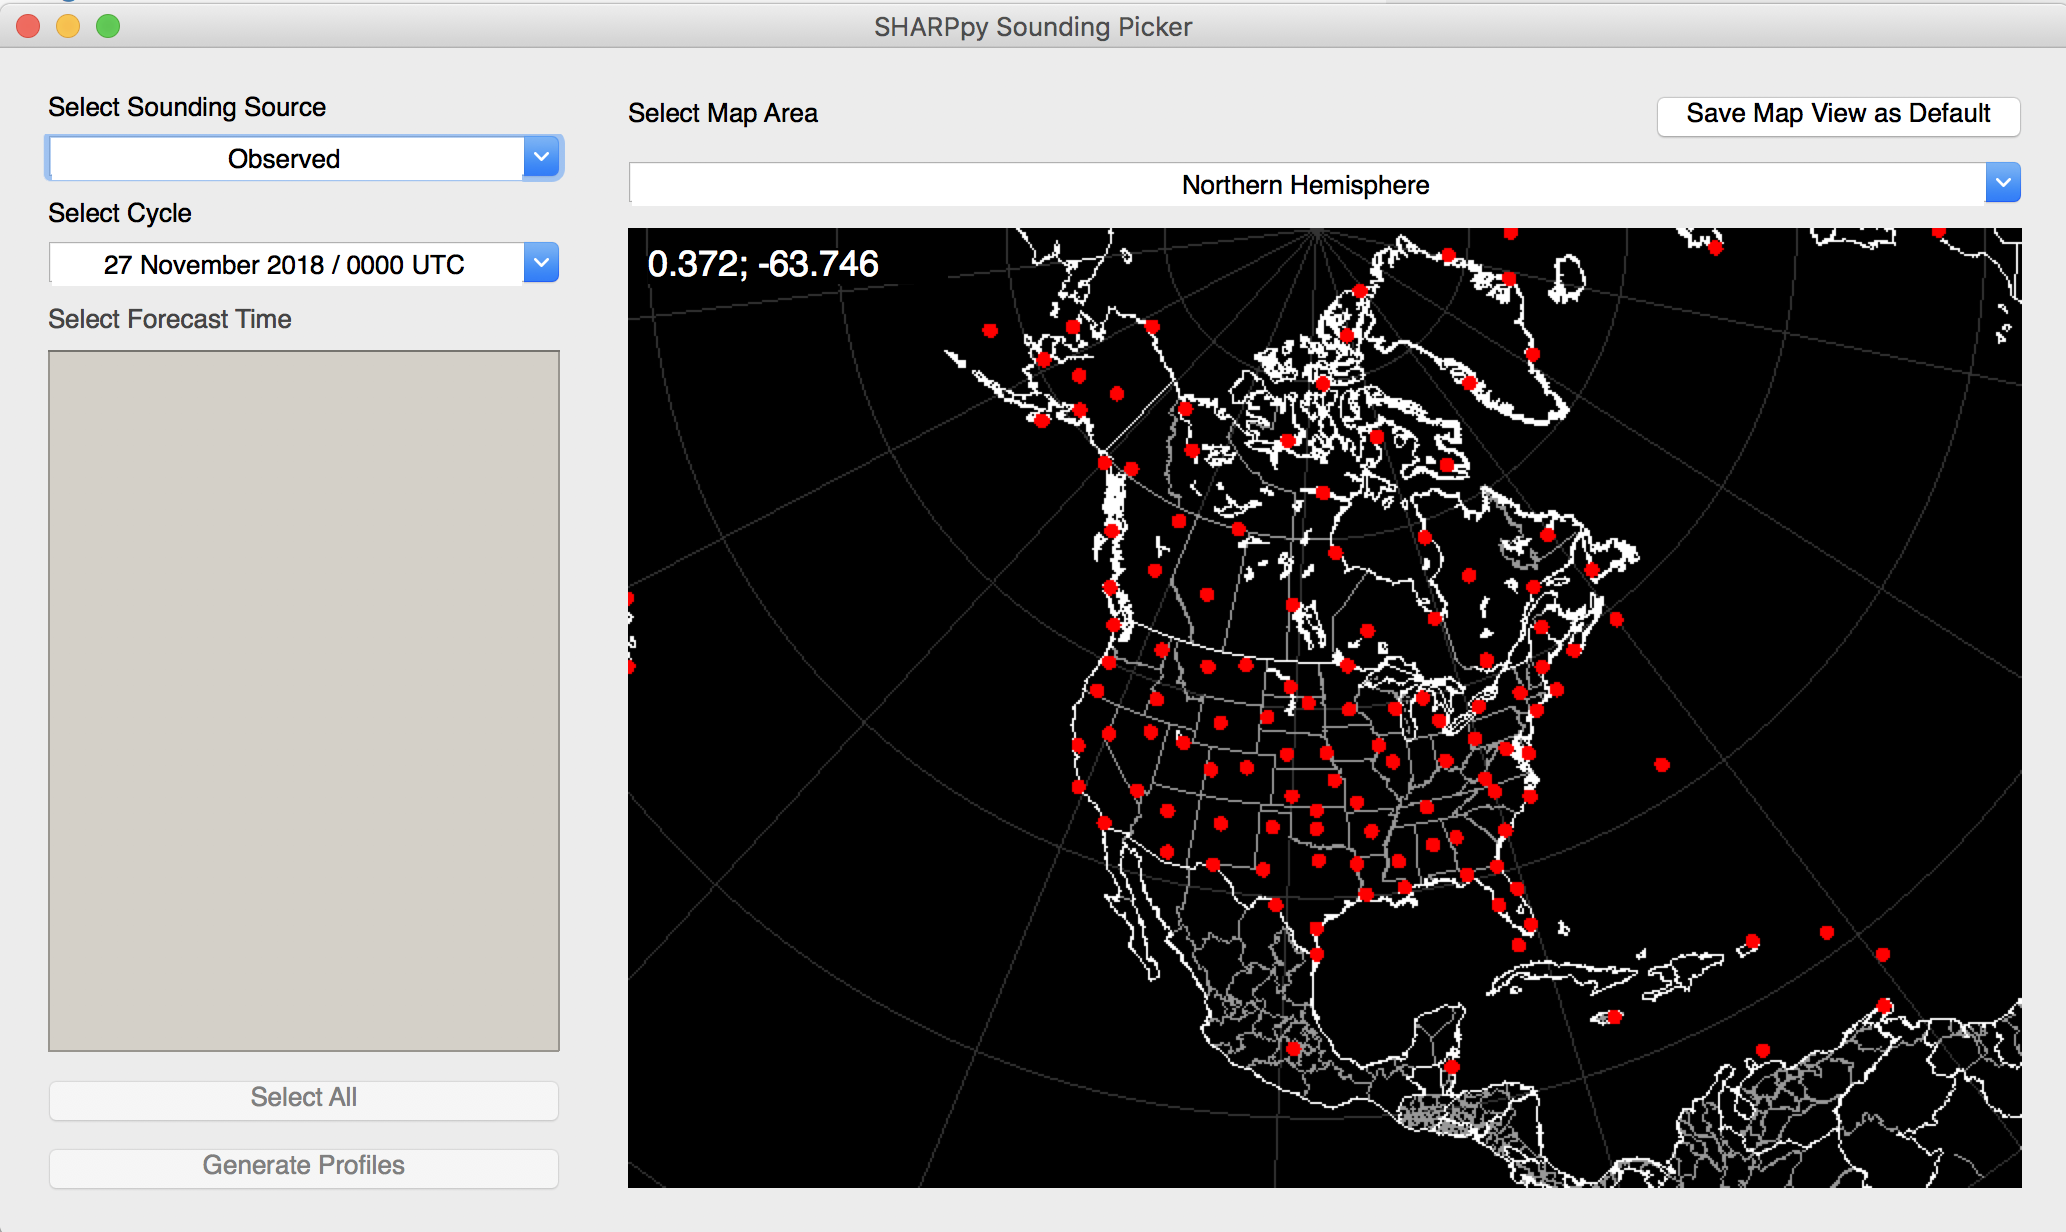 SHARPpy Sounding Picker
Select Sounding Source
Observed
Select Cycle
27 November 2018 / 0000 UTC
Select Forecast Time
Select All
Generate Profiles
Select Map Area
Save Map View as Default
Northern Hemisphere
0.372; -63.746